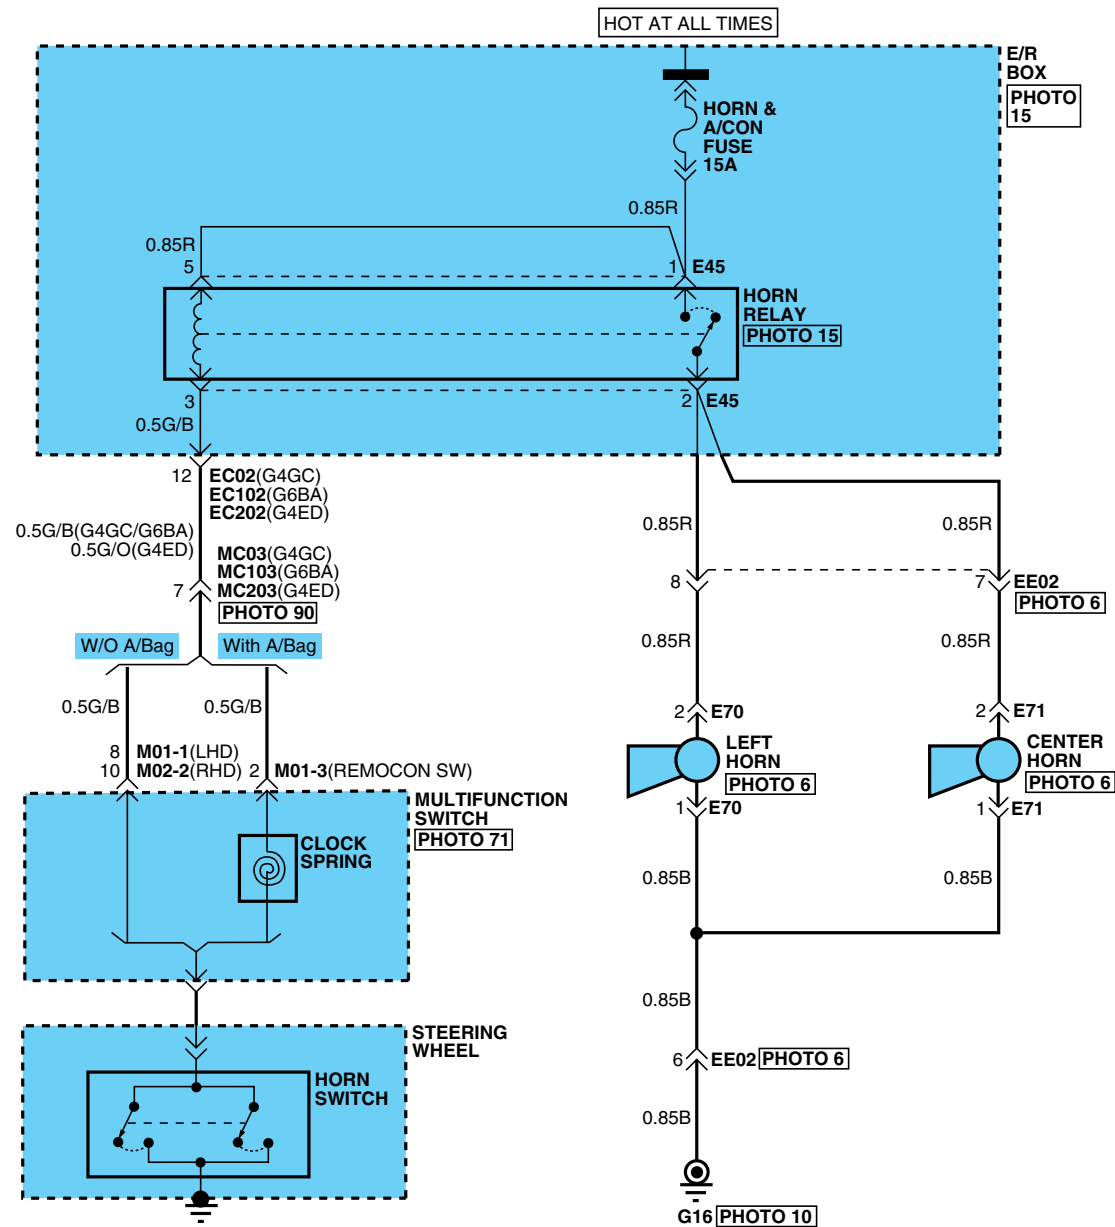 HOT AT ALL TIMES
E/R
BOX
PHOTO
15
HORN &
A/CON
FUSE
15A
0.85R
0.85R
5
1
E45
HORN
RELAY
PHOTO 15
3
2
E45
0.5G/B
12
EC02(G4GC)
EC102(G6BA)
EC202(G4ED)
0.5G/B(G4GC/G6BA)
0.5G/O(G4ED)
MC03(G4GC)
MC103(G6BA)
7
MC203(G4ED)
PHOTO 90
0.85R
0.85R
8
7
EE02
PHOTO 6
W/O A/Bag
With A/Bag
0.85R
0.85R
0.5G/B
0.5G/B
2
E70
2
E71
8
M01-1(LHD)
10
M02-2(RHD)
2
M01-3(REMOCON SW)
LEFT
HORN
PHOTO 6
CENTER
HORN
PHOTO 6
1
E70
1
E71
MULTIFUNCTION
SWITCH
PHOTO 71
CLOCK
SPRING
0.85B
0.85B
0.85B
STEERING
WHEEL
6
EE02
PHOTO 6
HORN
SWITCH
0.85B
G16
PHOTO 10